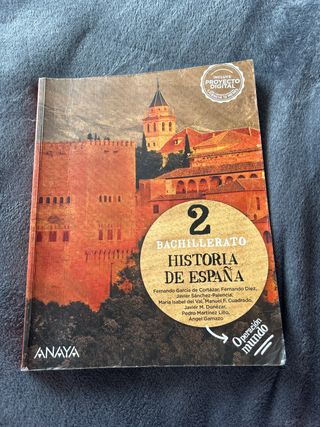 INCLUYE
PROYECTO
DIGITAL
2
BACHILLERATO
HISTORIA
DE ESPAÑA
Fernando García de Cortázar, Fernando Díez,
Javier Sánchez-Palencia,
María Isabel del Val, Manuel F. Cuadrado,
Javier M. Donézar,
Pedro Martínez Lillo,
Ángel Gamazo
ANAYA
Operación
mundo